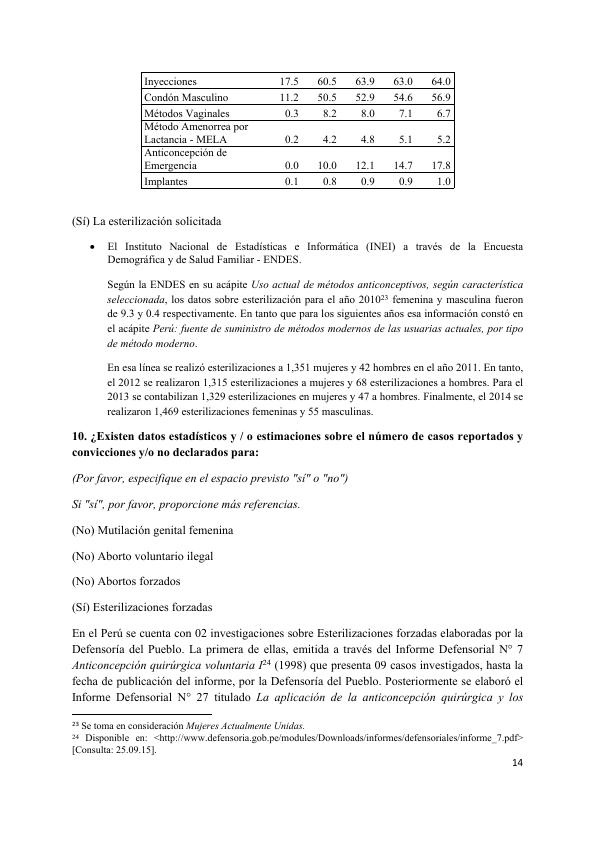 Inyecciones 17.5 60.5 63.9 63.0 64.0
Condón Masculino 11.2 50.5 52.9 54.6 56.9
Métodos Vaginales 0.3 8.2 8.0 7.1 6.7
Método Amenorrea por
Lactancia - MELA 0.2 4.2 4.8 5.1 5.2
Anticoncepción de
Emergencia 0.0 10.0 12.1 14.7 17.8
Implantes 0.1 0.8 0.9 0.9 1.0
(Sí) La esterilización solicitada
• El Instituto Nacional de Estadísticas e Informática (INEI) a través de la Encuesta
Demográfica y de Salud Familiar - ENDES.
Según la ENDES en su acápite Uso actual de métodos anticonceptivos, según característica
seleccionada, los datos sobre esterilización para el año 2010²³ femenina y masculina fueron
de 9.3 y 0.4 respectivamente. En tanto que para los siguientes años esa información constó en
el acápite Perú: fuente de suministro de métodos modernos de las usuarias actuales, por tipo
de método moderno.
En esa línea se realizó esterilizaciones a 1,351 mujeres y 42 hombres en el año 2011. En tanto,
el 2012 se realizaron 1,315 esterilizaciones a mujeres y 68 esterilizaciones a hombres. Para el
2013 se contabilizan 1,329 esterilizaciones en mujeres y 47 a hombres. Finalmente, el 2014 se
realizaron 1,469 esterilizaciones femeninas y 55 masculinas.
10. ¿Existen datos estadísticos y / o estimaciones sobre el número de casos reportados y
convicciones y/o no declarados para:
(Por favor, especifique en el espacio previsto "sí" o "no")
Si "sí", por favor, proporcione más referencias.
(No) Mutilación genital femenina
(No) Aborto voluntario ilegal
(No) Abortos forzados
(Sí) Esterilizaciones forzadas
En el Perú se cuenta con 02 investigaciones sobre Esterilizaciones forzadas elaboradas por la
Defensoría del Pueblo. La primera de ellas, emitida a través del Informe Defensorial N° 7
Anticoncepción quirúrgica voluntaria I²⁴ (1998) que presenta 09 casos investigados, hasta la
fecha de publicación del informe, por la Defensoría del Pueblo. Posteriormente se elaboró el
Informe Defensorial N° 27 titulado La aplicación de la anticoncepción quirúrgica y los
²³ Se toma en consideración Mujeres Actualmente Unidas.
²⁴ Disponible en: <http://www.defensoria.gob.pe/modules/Downloads/informes/defensoriales/informe_7.pdf>
[Consulta: 25.09.15].
14